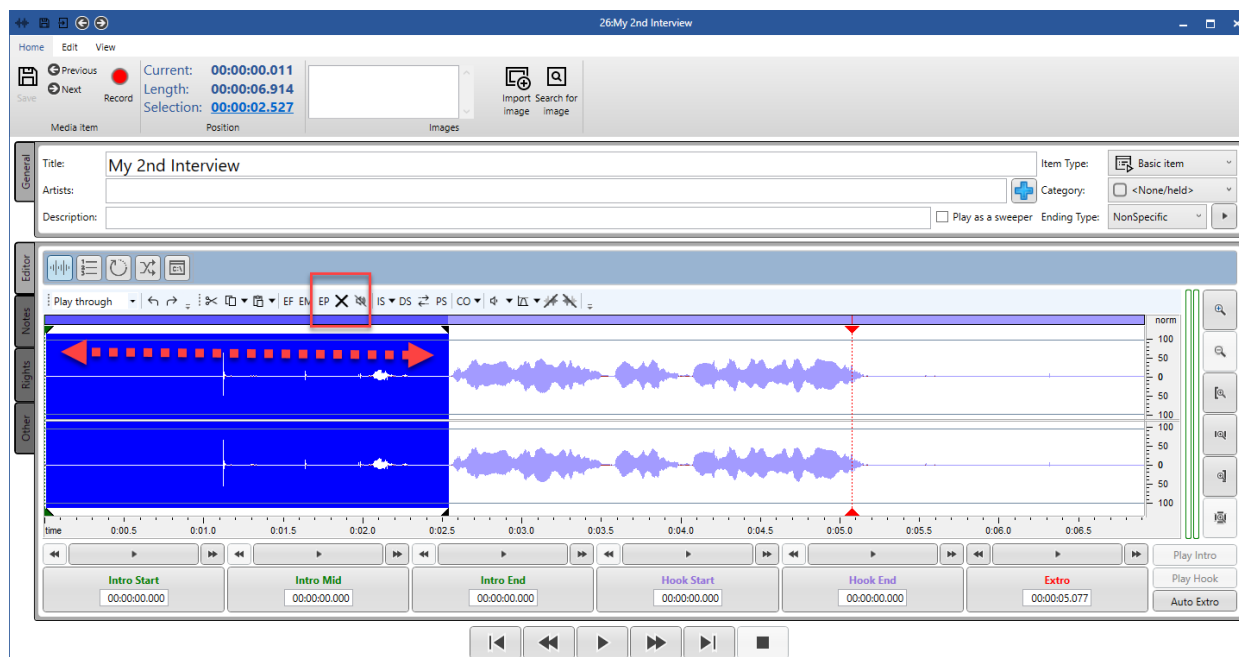 26:My 2nd Interview
Home Edit View
Save
Previous
Next
Record
Current: 00:00:00.011
Length: 00:00:06.914
Selection: 00:00:02.527
Import image
Search for image
Media item Position Images
General
Title: My 2nd Interview Item Type: Basic item
Artists: Category: <None/held>
Description: Play as a sweeper Ending Type: NonSpecific
Editor
Notes
Rights
Other
Play through EF EM EP IS DS PS CO
norm
100
50
0
50
100
100
50
0
50
100
time 0:00.5 0:01.0 0:01.5 0:02.0 0:02.5 0:03.0 0:03.5 0:04.0 0:04.5 0:05.0 0:05.5 0:06.0 0:06.5
Play Intro
Intro Start Intro Mid Intro End Hook Start Hook End Extro Play Hook
00:00:00.000 00:00:00.000 00:00:00.000 00:00:00.000 00:00:00.000 00:00:05.077 Auto Extro